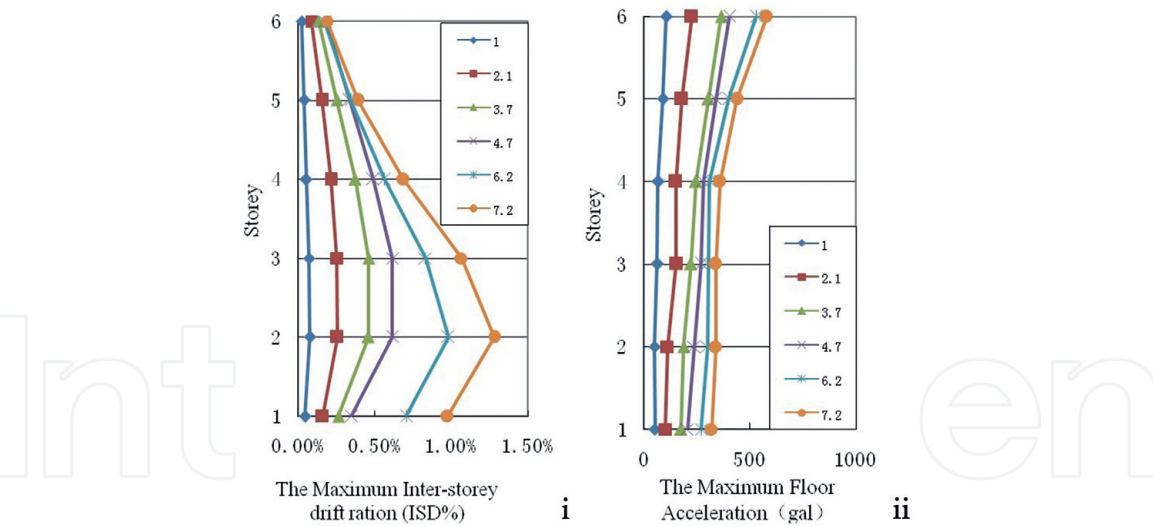 6
5
4
3
2
1
Storey
1
2.1
3.7
4.7
6.2
7.2
0.00% 0.50% 1.00% 1.50%
The Maximum Inter-storey
drift ration (ISD%)
i
6
5
4
3
2
1
Storey
1
2.1
3.7
4.7
6.2
7.2
0 500 1000
The Maximum Floor
Acceleration（gal）
ii
Int
en